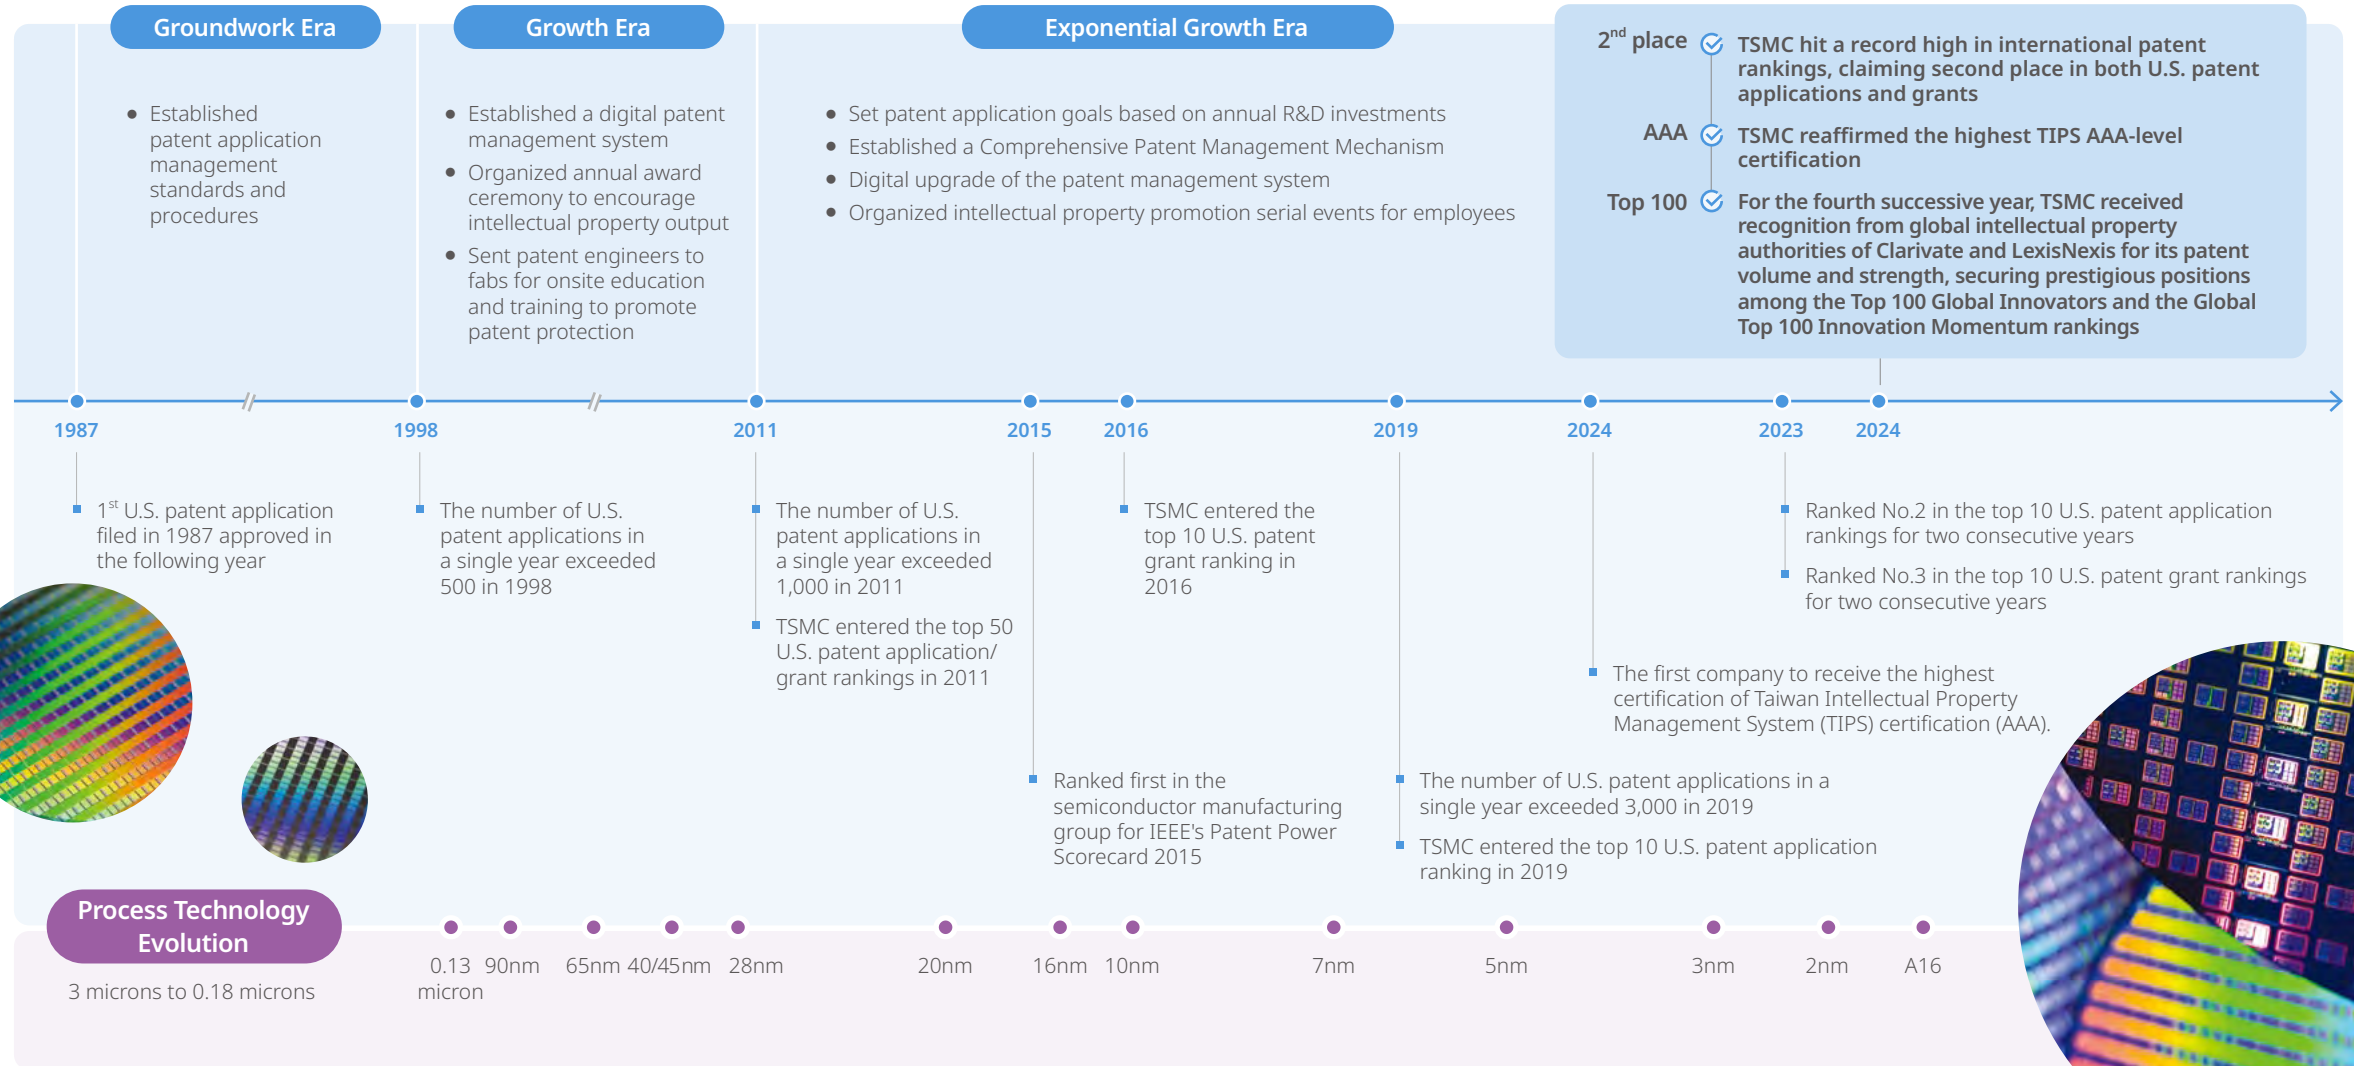 Groundwork Era
Established
patent application
management
standards and
procedures
Growth Era
Established a digital patent
management system
Organized annual award
ceremony to encourage
intellectual property output
Sent patent engineers to
fabs for onsite education
and training to promote
patent protection
Exponential Growth Era
Set patent application goals based on annual R&D investments
Established a Comprehensive Patent Management Mechanism
Digital upgrade of the patent management system
Organized intellectual property promotion serial events for employees
2nd place
TSMC hit a record high in international patent
rankings, claiming second place in both U.S. patent
applications and grants
AAA
TSMC reaffirmed the highest TIPS AAA-level
certification
Top 100
For the fourth successive year, TSMC received
recognition from global intellectual property
authorities of Clarivate and LexisNexis for its patent
volume and strength, securing prestigious positions
among the Top 100 Global Innovators and the Global
Top 100 Innovation Momentum rankings
1987
1998
2011
2015
2016
2019
2024
2023
2024
1st U.S. patent application
filed in 1987 approved in
the following year
The number of U.S.
patent applications in
a single year exceeded
500 in 1998
The number of U.S.
patent applications in
a single year exceeded
1,000 in 2011
TSMC entered the top 50
U.S. patent application/
grant rankings in 2011
Ranked first in the
semiconductor manufacturing
group for IEEE's Patent Power
Scorecard 2015
TSMC entered the
top 10 U.S. patent
grant ranking in
2016
The number of U.S. patent applications in a
single year exceeded 3,000 in 2019
TSMC entered the top 10 U.S. patent application
ranking in 2019
The first company to receive the highest
certification of Taiwan Intellectual Property
Management System (TIPS) certification (AAA).
Ranked No.2 in the top 10 U.S. patent application
rankings for two consecutive years
Ranked No.3 in the top 10 U.S. patent grant rankings
for two consecutive years
Process Technology
Evolution
3 microns to 0.18 microns
0.13
micron
90nm
65nm
40/45nm
28nm
20nm
16nm
10nm
7nm
5nm
3nm
2nm
A16